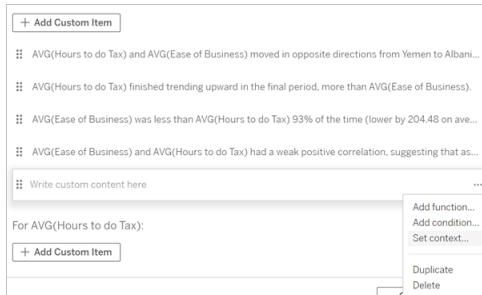 + Add Custom Item
AVG(Hours to do Tax) and AVG(Ease of Business) moved in opposite directions from Yemen to Albani...
AVG(Hours to do Tax) finished trending upward in the final period, more than AVG(Ease of Business).
AVG(Ease of Business) was less than AVG(Hours to do Tax) 93% of the time (lower by 204.48 on ave...
AVG(Ease of Business) and AVG(Hours to do Tax) had a weak positive correlation, suggesting that as...
Write custom content here
...
Add function...
Add condition...
Set context...
Duplicate
Delete
For AVG(Hours to do Tax):
+ Add Custom Item